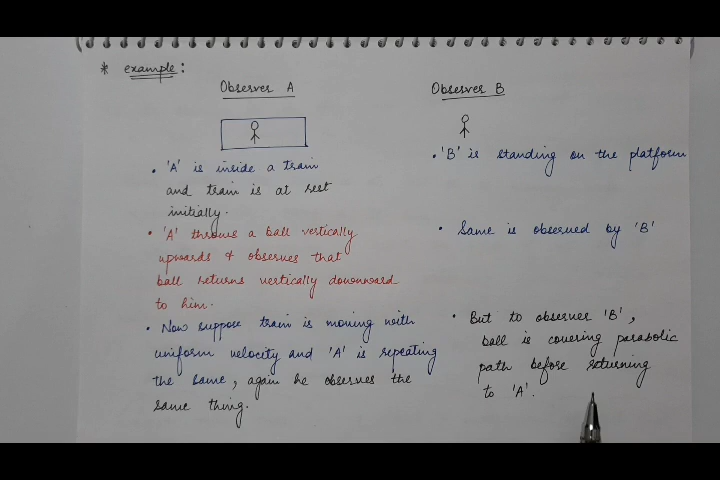 * example:
Observer A
• 'A' is inside a train
and train is at rest
initially.
• 'A' throws a ball vertically
upwards & observes that
ball returns vertically downward
to him.
• Now suppose train is moving with
uniform velocity and 'A' is repeating
the same, again he observes the
same thing.
Observer B
• 'B' is standing on the platform
• Same is observed by 'B'
• But to observer 'B',
ball is covering parabolic
path before returning
to 'A'.